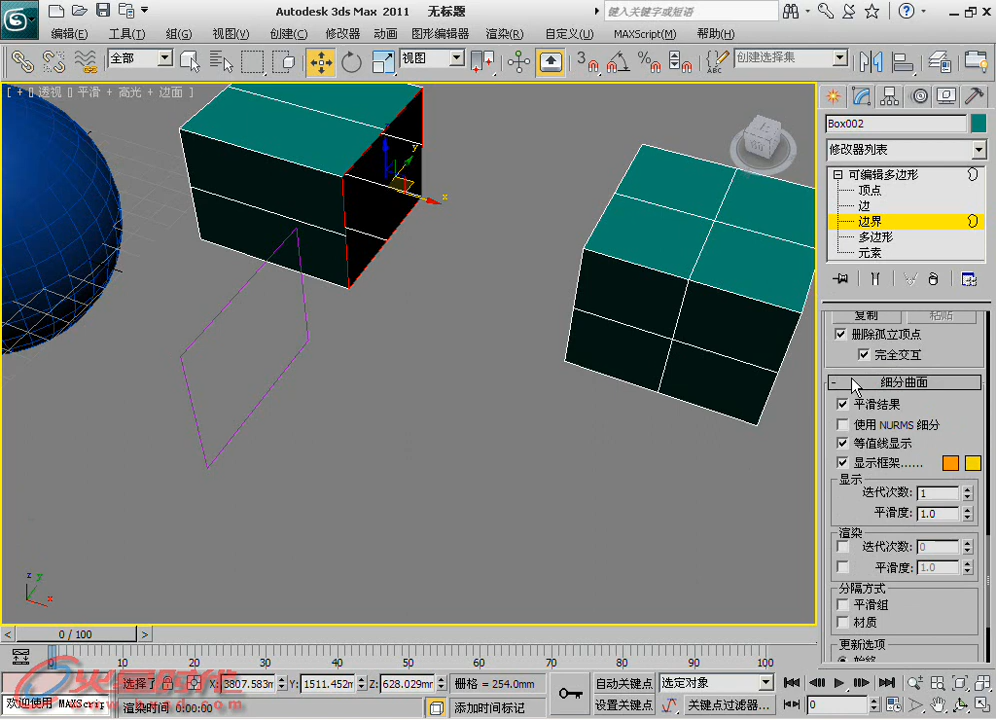 Autodesk 3ds Max 2011 无标题
键入关键字或短语
编辑(E) 工具(T) 组(G) 视图(V) 创建(C) 修改器 动画 图形编辑器 渲染(R) 自定义(U) MAXScript(M) 帮助(H)
全部 视图 3 创建选择集
[ + [] 透视 ] 平滑 + 高光 + 边面 ]
Box002
修改器列表
可编辑多边形
顶点
边
边界
多边形
元素
复制 粘贴
删除孤立顶点
完全交互
- 细分曲面
平滑结果
使用 NURMS 细分
等值线显示
显示框架......
显示
迭代次数: 1
平滑度: 1.0
渲染
迭代次数: 0
平滑度: 1.0
分隔方式
平滑组
材质
更新选项
始终
x y
z y x
< 0 / 100 >
0 10 20 30 40 50 60 70 80 90 100
选择了 X: 3807.583m Y: 1511.452m Z: 628.029mm 栅格 = 254.0mm 自动关键点 选定对象
欢迎使用 MAXScrip 渲染时间 0:00:00 添加时间标记 设置关键点 关键点过滤器... 0